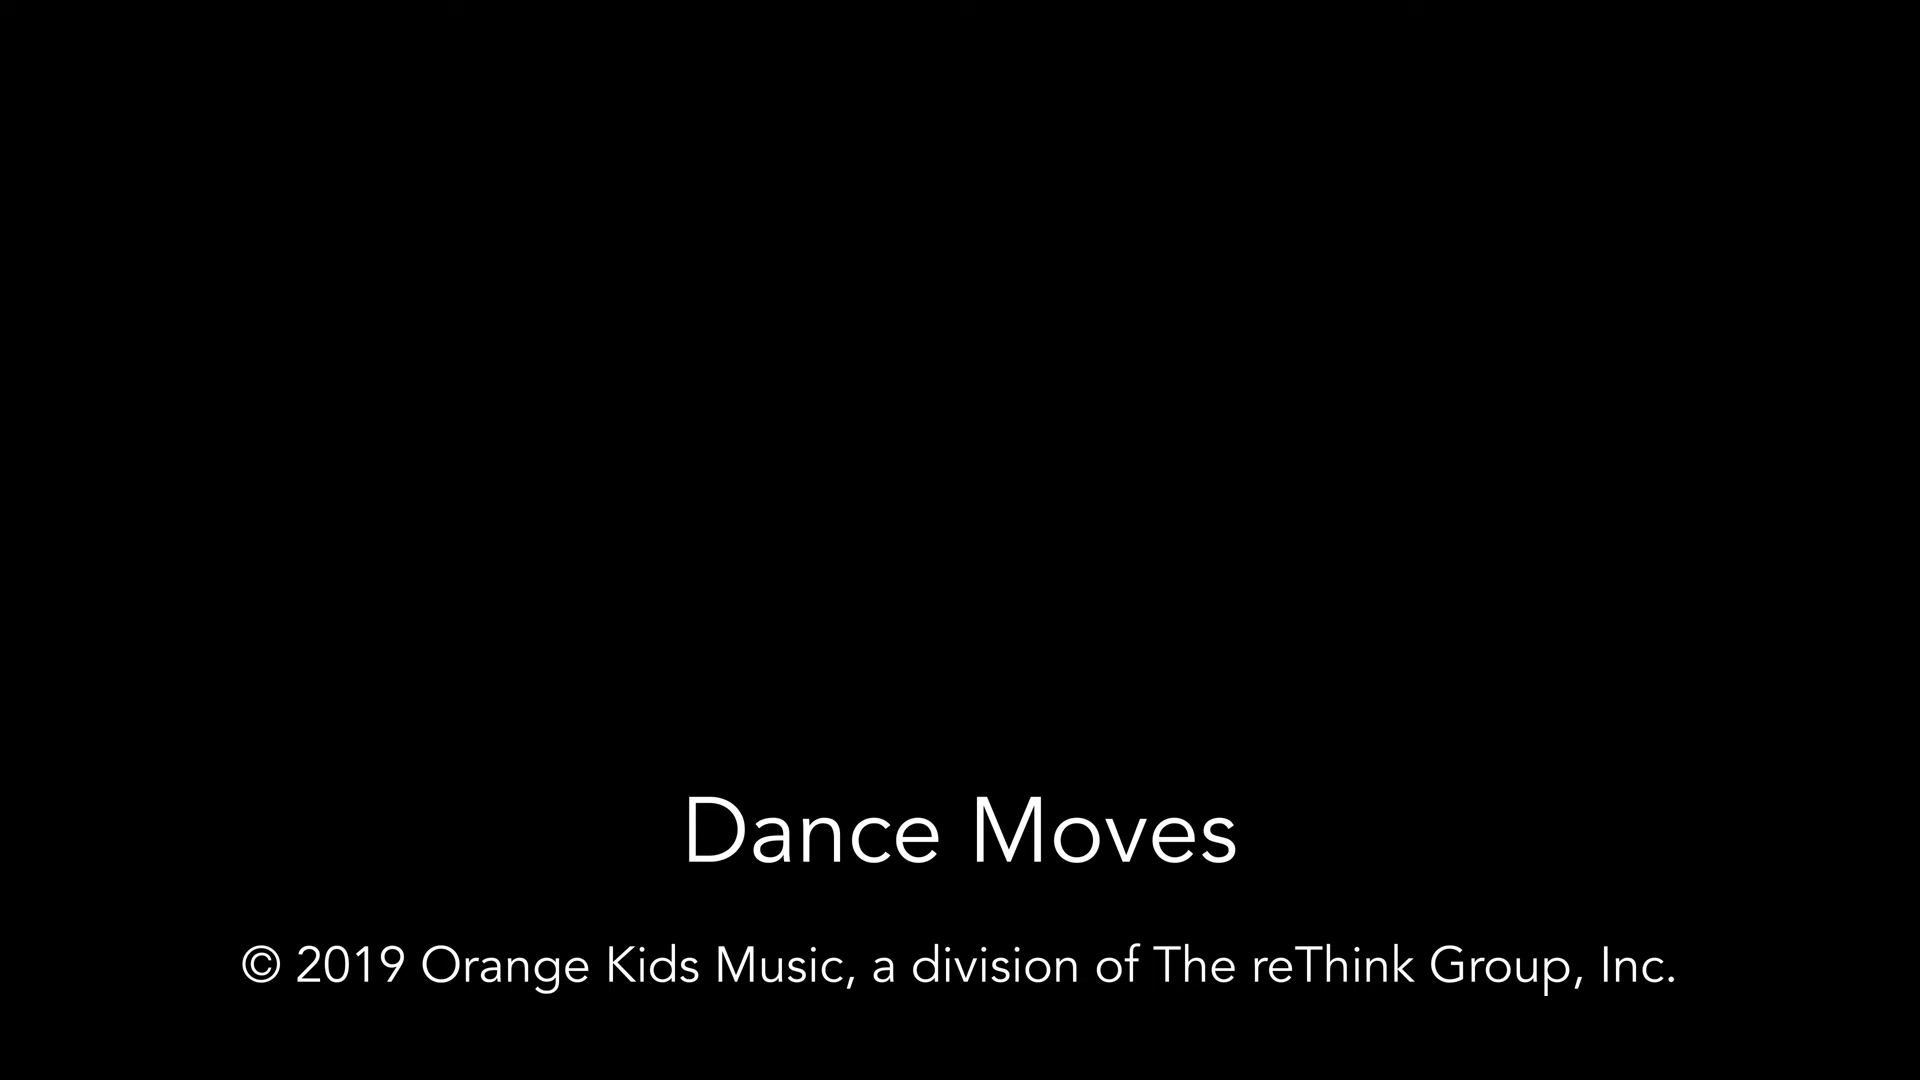 Dance Moves
© 2019 Orange Kids Music, a division of The reThink Group, Inc.